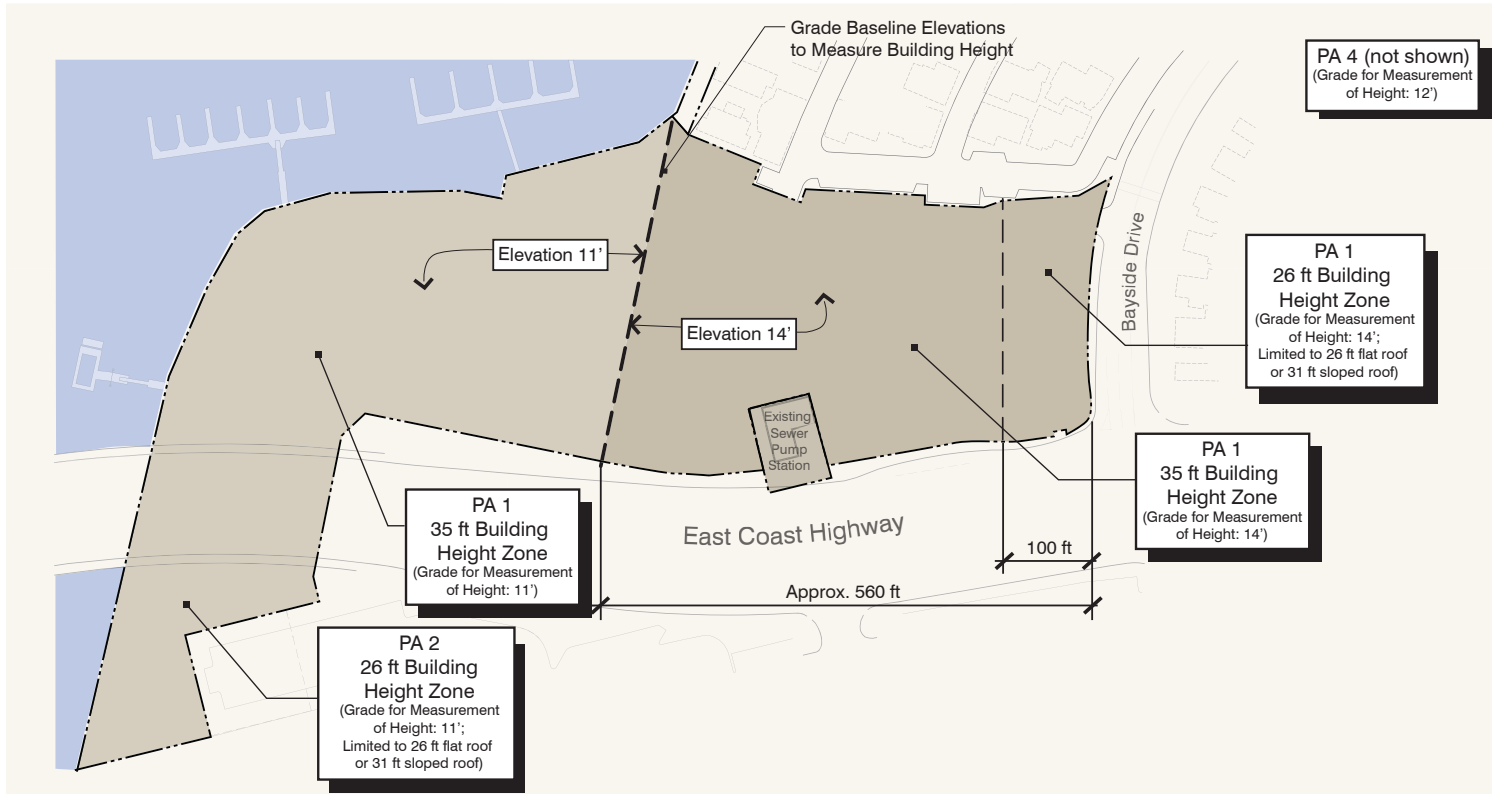 Grade Baseline Elevations
to Measure Building Height
PA 4 (not shown)
(Grade for Measurement
of Height: 12’)
Elevation 11’
Elevation 14’
Bayside Drive
PA 1
26 ft Building
Height Zone
(Grade for Measurement
of Height: 14’;
Limited to 26 ft flat roof
or 31 ft sloped roof)
Existing
Sewer
Pump
Station
PA 1
35 ft Building
Height Zone
(Grade for Measurement
of Height: 14’)
PA 1
35 ft Building
Height Zone
(Grade for Measurement
of Height: 11’)
East Coast Highway
100 ft
Approx. 560 ft
PA 2
26 ft Building
Height Zone
(Grade for Measurement
of Height: 11’;
Limited to 26 ft flat roof
or 31 ft sloped roof)